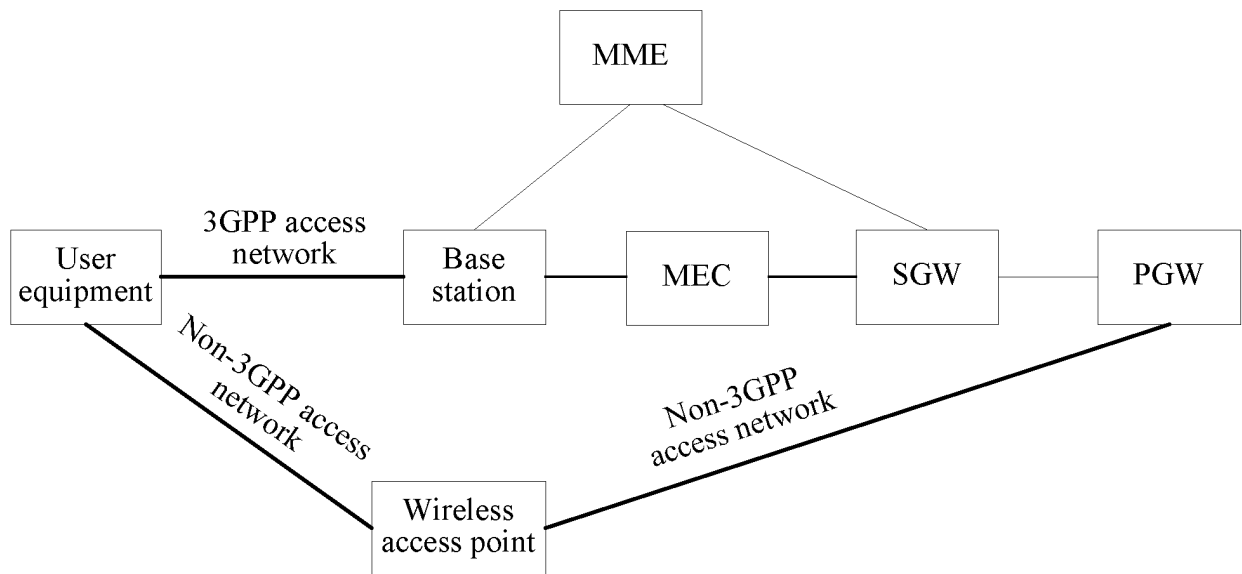 MME
3GPP access
network
User
equipment
Base
station
MEC
SGW
PGW
Non-3GPP access
network
Non-3GPP
access network
Wireless
access point